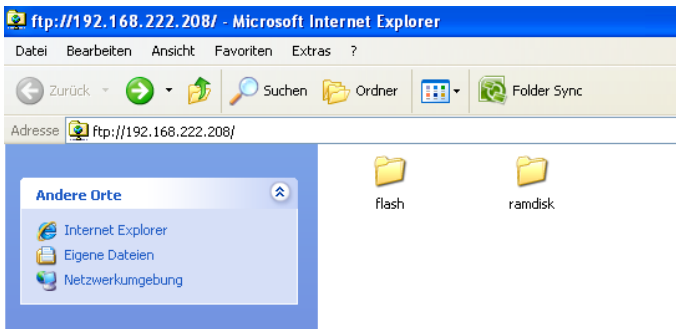 ftp://192.168.222.208/ - Microsoft Internet Explorer
Datei Bearbeiten Ansicht Favoriten Extras ?
Zurück Suchen Ordner Folder Sync
Adresse ftp://192.168.222.208/
Andere Orte
Internet Explorer
Eigene Dateien
Netzwerkumgebung
flash ramdisk